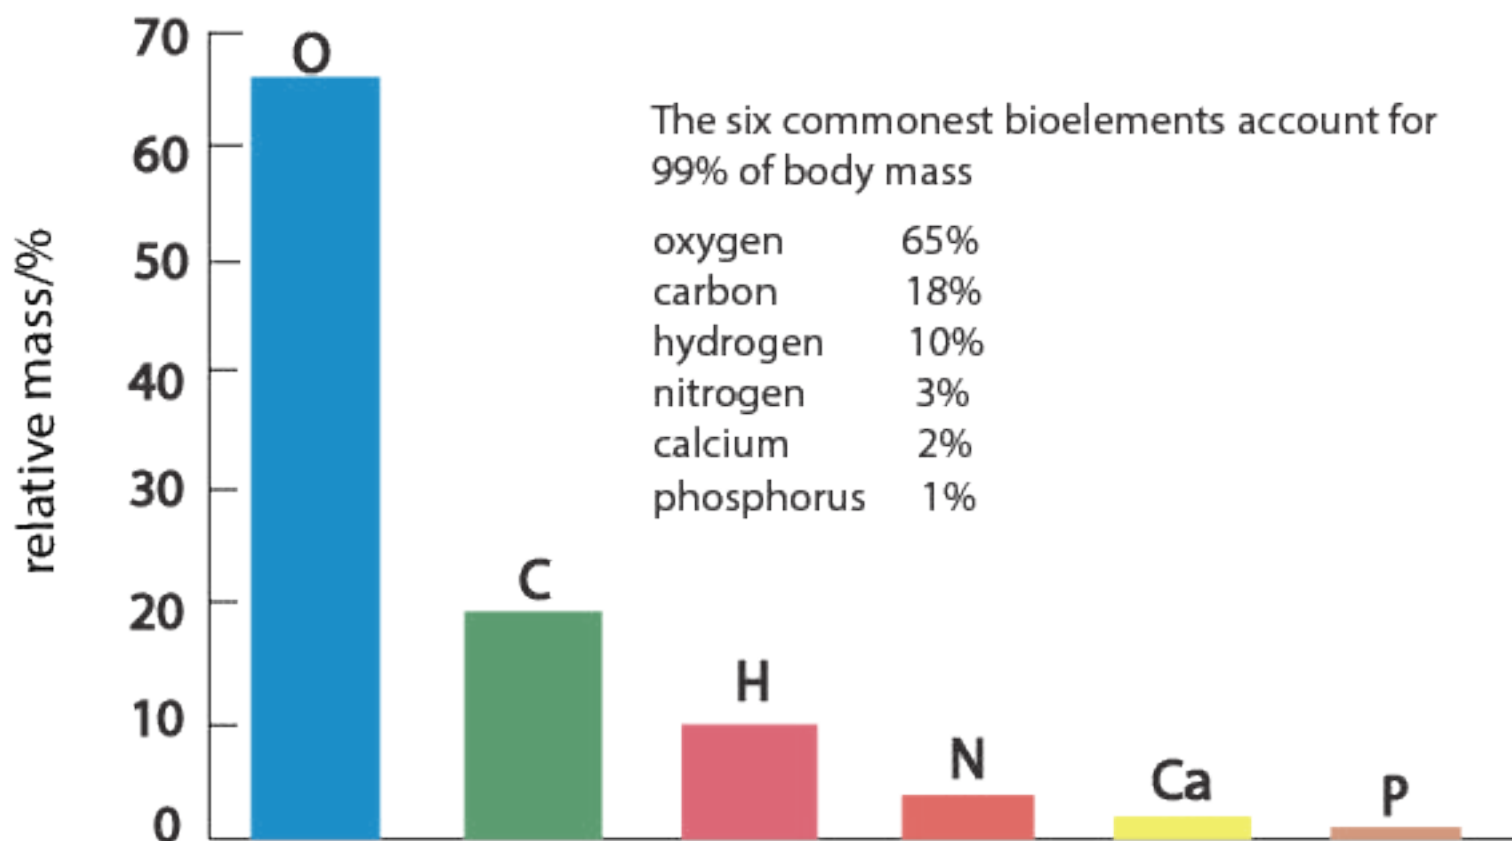 70
60
50
40
30
20
10
0
relative mass/%
O
C
H
N
Ca
P
The six commonest bioelements account for
99% of body mass
oxygen 65%
carbon 18%
hydrogen 10%
nitrogen 3%
calcium 2%
phosphorus 1%